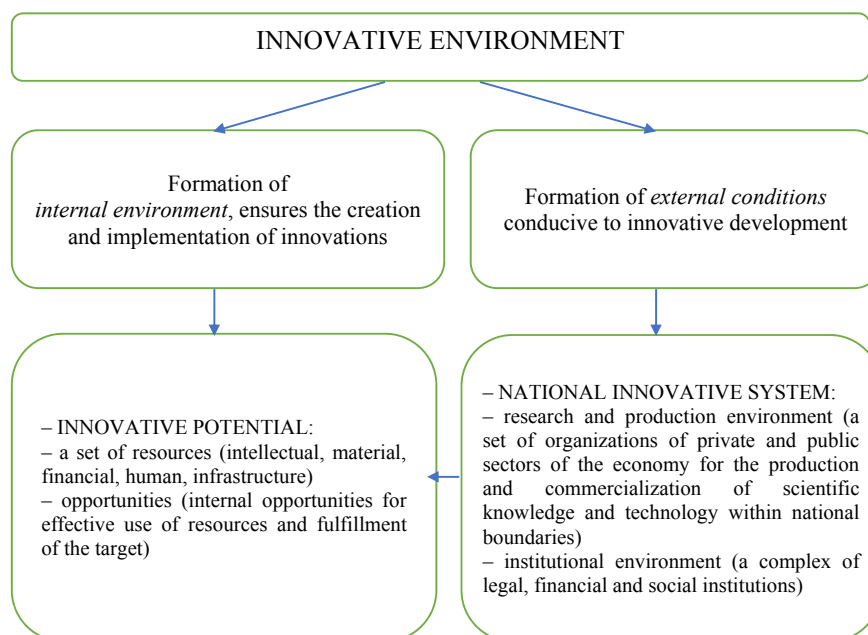 INNOVATIVE ENVIRONMENT
Formation of
internal environment, ensures the creation
and implementation of innovations
Formation of external conditions
conducive to innovative development
– INNOVATIVE POTENTIAL:
– a set of resources (intellectual, material,
financial, human, infrastructure)
– opportunities (internal opportunities for
effective use of resources and fulfillment
of the target)
– NATIONAL INNOVATIVE SYSTEM:
– research and production environment (a
set of organizations of private and public
sectors of the economy for the production
and commercialization of scientific
knowledge and technology within national
boundaries)
– institutional environment (a complex of
legal, financial and social institutions)